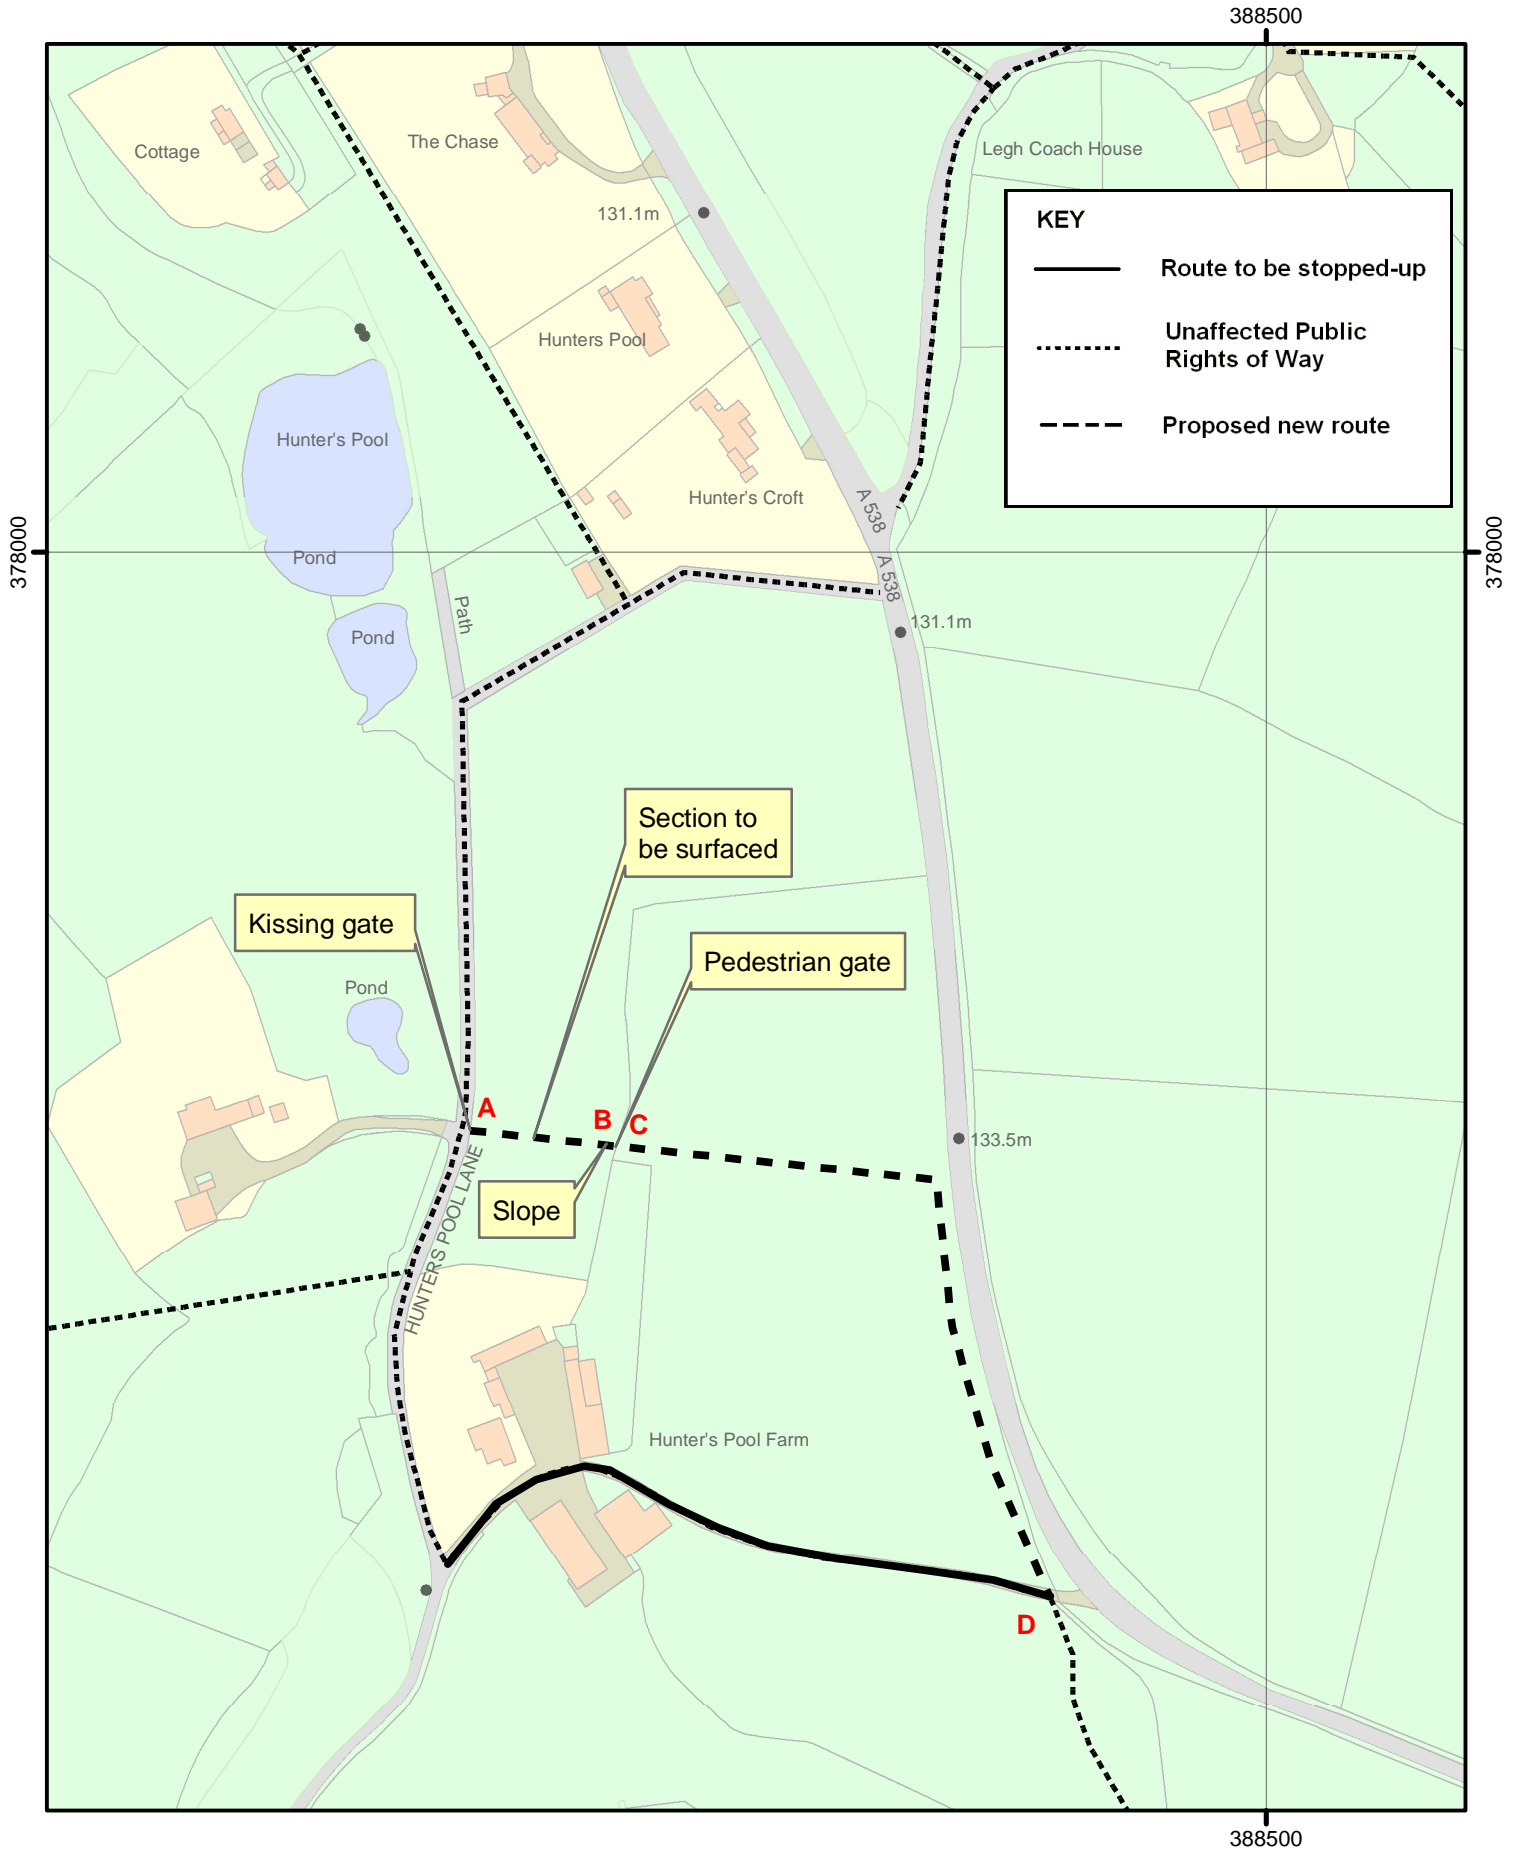 388500
Cottage
The Chase
Legh Coach House
131.1m
KEY
Route to be stopped-up
Unaffected Public
Rights of Way
Proposed new route
Hunters Pool
Hunter's Pool
Hunter's Croft
A 538
378000
378000
Pond
A 538
Path
131.1m
Pond
Section to
be surfaced
Kissing gate
Pedestrian gate
Pond
A
B
C
133.5m
HUNTERS POOL LANE
Slope
Hunter's Pool Farm
D
388500